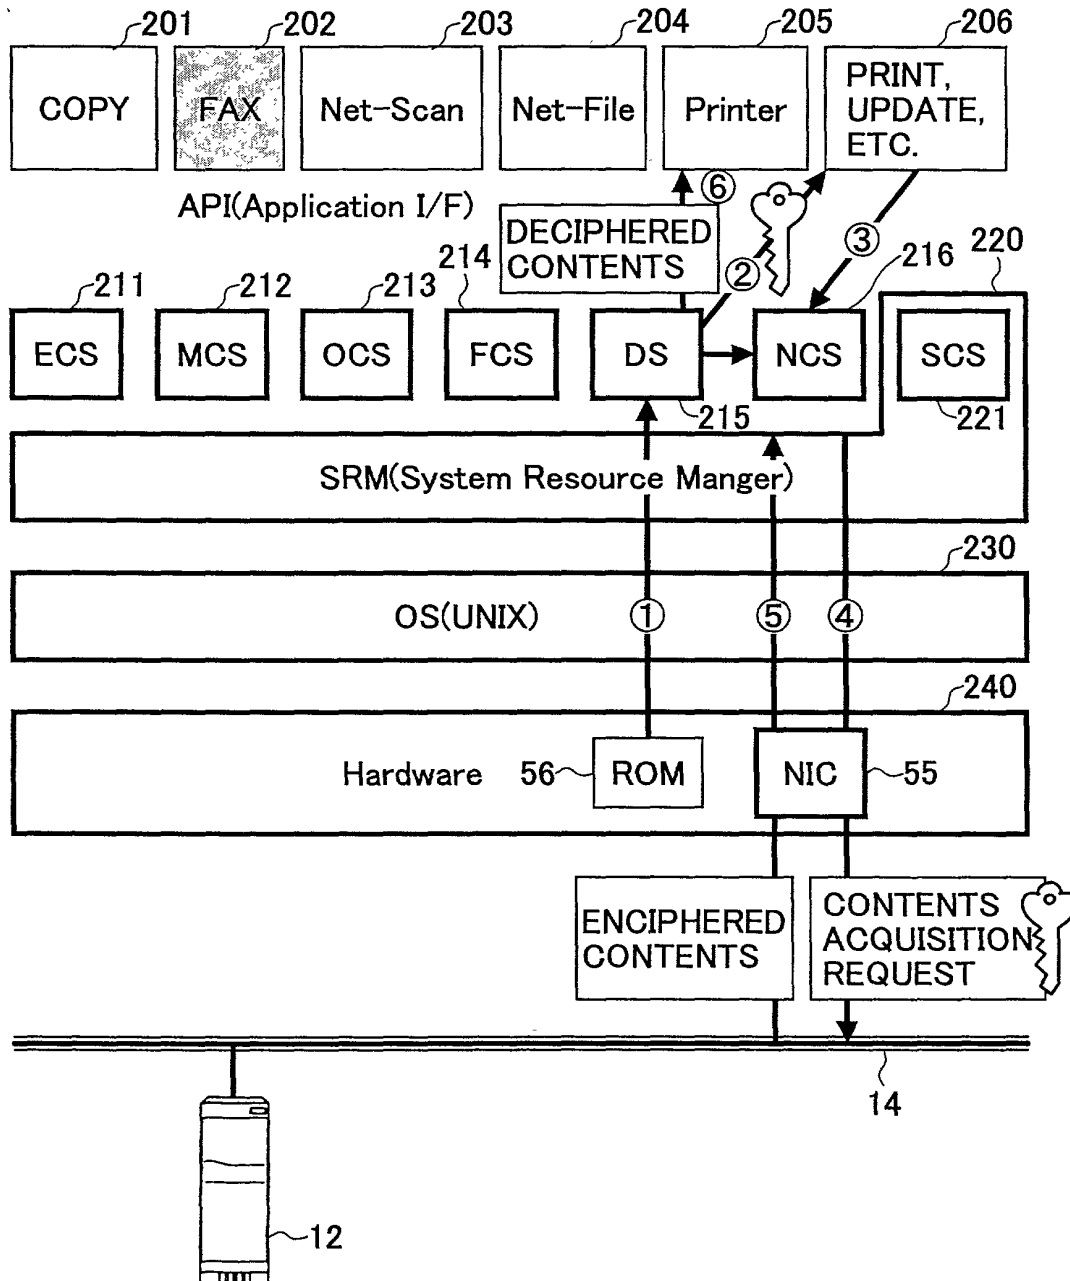 201 202 203 204 205 206
COPY FAX Net-Scan Net-File Printer PRINT,
UPDATE,
ETC.
API(Application I/F)
⑥
DECIPHERED
CONTENTS
② ③
211 212 213 214 216 220
ECS MCS OCS FCS DS NCS SCS
215 221
SRM(System Resource Manger)
230
OS(UNIX) ① ⑤ ④
240
Hardware 56 ROM NIC 55
ENCIPHERED
CONTENTS
CONTENTS
ACQUISITION
REQUEST
14
12